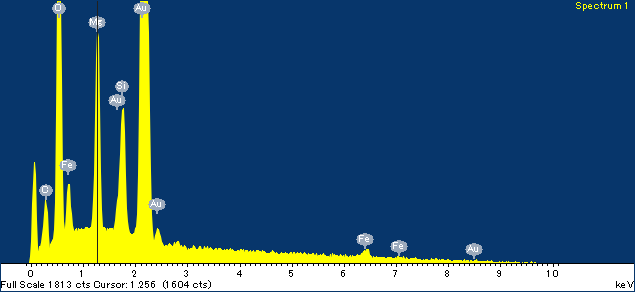 Spectrum 1
O Mg Au
Si
Au
Fe
C Au
Fe Fe Au
0 1 2 3 4 5 6 7 8 9 10
Full Scale 1813 cts Cursor: 1.256 (1604 cts) keV